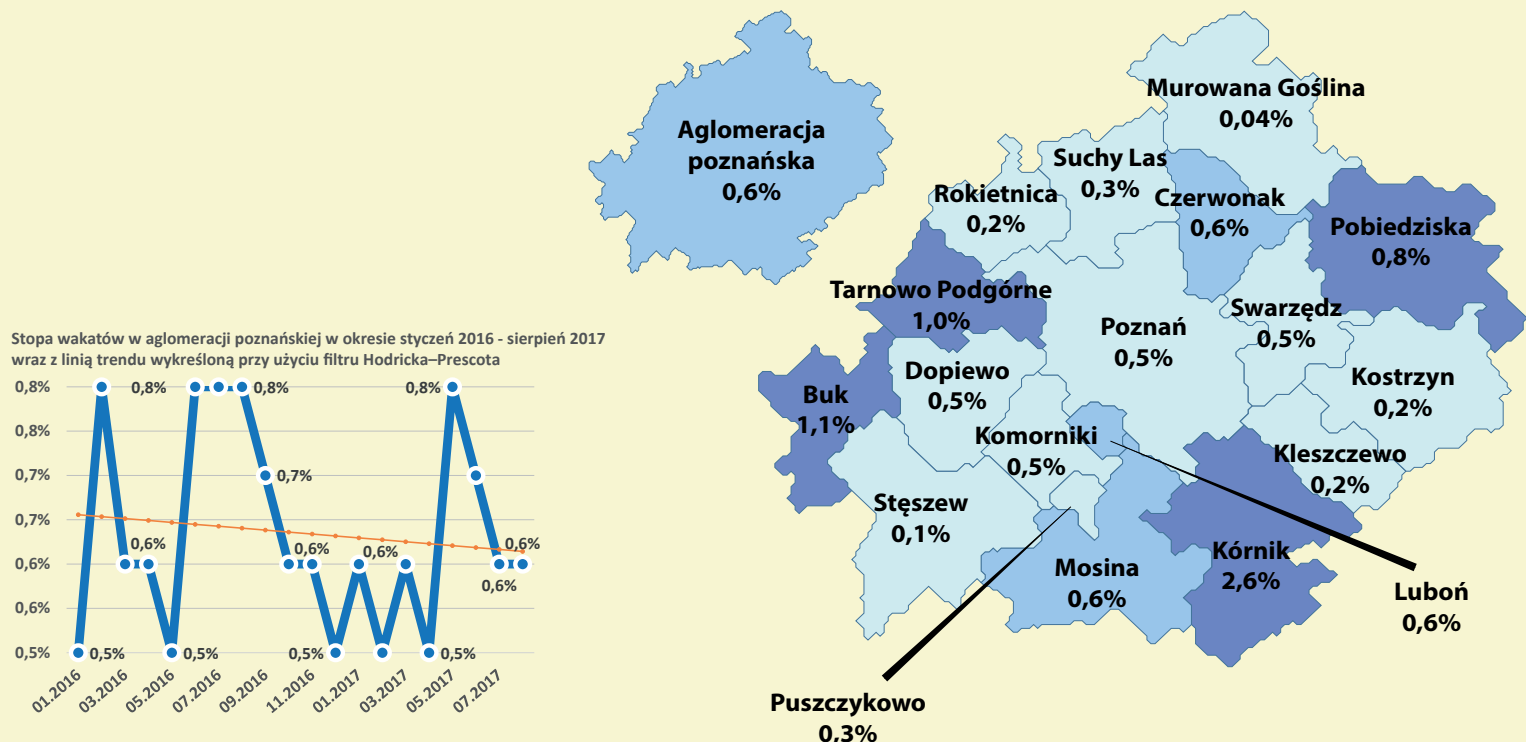 Aglomeracja
poznańska
0,6%
Murowana Goślina
0,04%
Suchy Las
0,3%
Rokietnica
0,2%
Czerwonak
0,6%
Pobiedziska
0,8%
Tarnowo Podgórne
1,0%
Poznań
0,5%
Swarzędz
0,5%
Buk
1,1%
Dopiewo
0,5%
Kostrzyn
0,2%
Komorniki
0,5%
Kleszczewo
0,2%
Stęszew
0,1%
Mosina
0,6%
Kórnik
2,6%
Luboń
0,6%
Puszczykowo
0,3%
Stopa wakatów w aglomeracji poznańskiej w okresie styczeń 2016 - sierpień 2017
wraz z linią trendu wykreśloną przy użyciu filtru Hodricka–Prescota
0,8%
0,8%
0,7%
0,7%
0,6%
0,6%
0,5%
0,8%
0,8%
0,8%
0,7%
0,6%
0,6%
0,6%
0,6%
0,6%
0,5%
0,5%
0,5%
0,5%
01.2016
03.2016
05.2016
07.2016
09.2016
11.2016
01.2017
03.2017
05.2017
07.2017